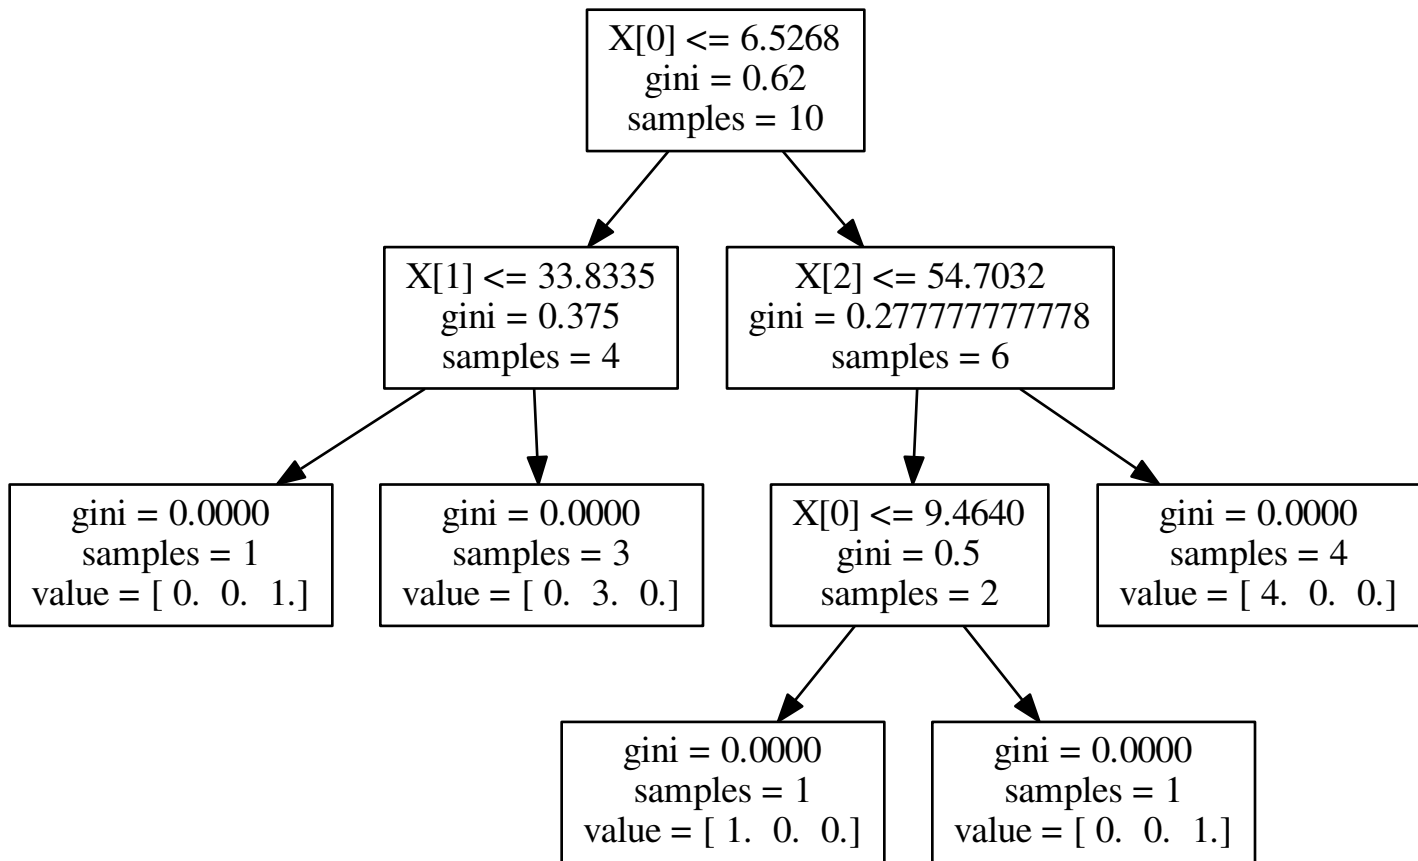 X[0] <= 6.5268
gini = 0.62
samples = 10
X[1] <= 33.8335
gini = 0.375
samples = 4
X[2] <= 54.7032
gini = 0.277777777778
samples = 6
gini = 0.0000
samples = 1
value = [ 0. 0. 1.]
gini = 0.0000
samples = 3
value = [ 0. 3. 0.]
X[0] <= 9.4640
gini = 0.5
samples = 2
gini = 0.0000
samples = 4
value = [ 4. 0. 0.]
gini = 0.0000
samples = 1
value = [ 1. 0. 0.]
gini = 0.0000
samples = 1
value = [ 0. 0. 1.]